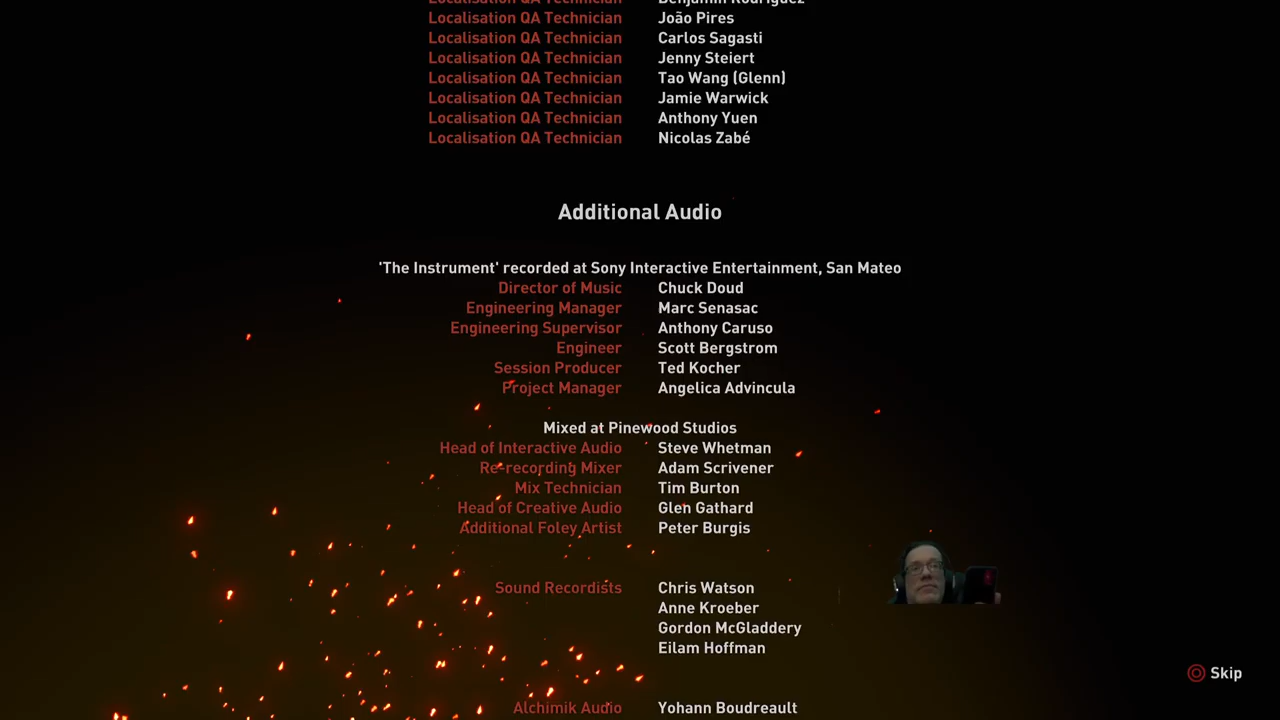 Localisation QA Technician Benjamin Rodriguez
Localisation QA Technician João Pires
Localisation QA Technician Carlos Sagasti
Localisation QA Technician Jenny Steiert
Localisation QA Technician Tao Wang (Glenn)
Localisation QA Technician Jamie Warwick
Localisation QA Technician Anthony Yuen
Localisation QA Technician Nicolas Zabé
Additional Audio
'The Instrument' recorded at Sony Interactive Entertainment, San Mateo
Director of Music Chuck Doud
Engineering Manager Marc Senasac
Engineering Supervisor Anthony Caruso
Engineer Scott Bergstrom
Session Producer Ted Kocher
Project Manager Angelica Advincula
Mixed at Pinewood Studios
Head of Interactive Audio Steve Whetman
Re-recording Mixer Adam Scrivener
Mix Technician Tim Burton
Head of Creative Audio Glen Gathard
Additional Foley Artist Peter Burgis
Sound Recordists Chris Watson
Anne Kroeber
Gordon McGladdery
Eilam Hoffman
Skip
Alchimik Audio Yohann Boudreault